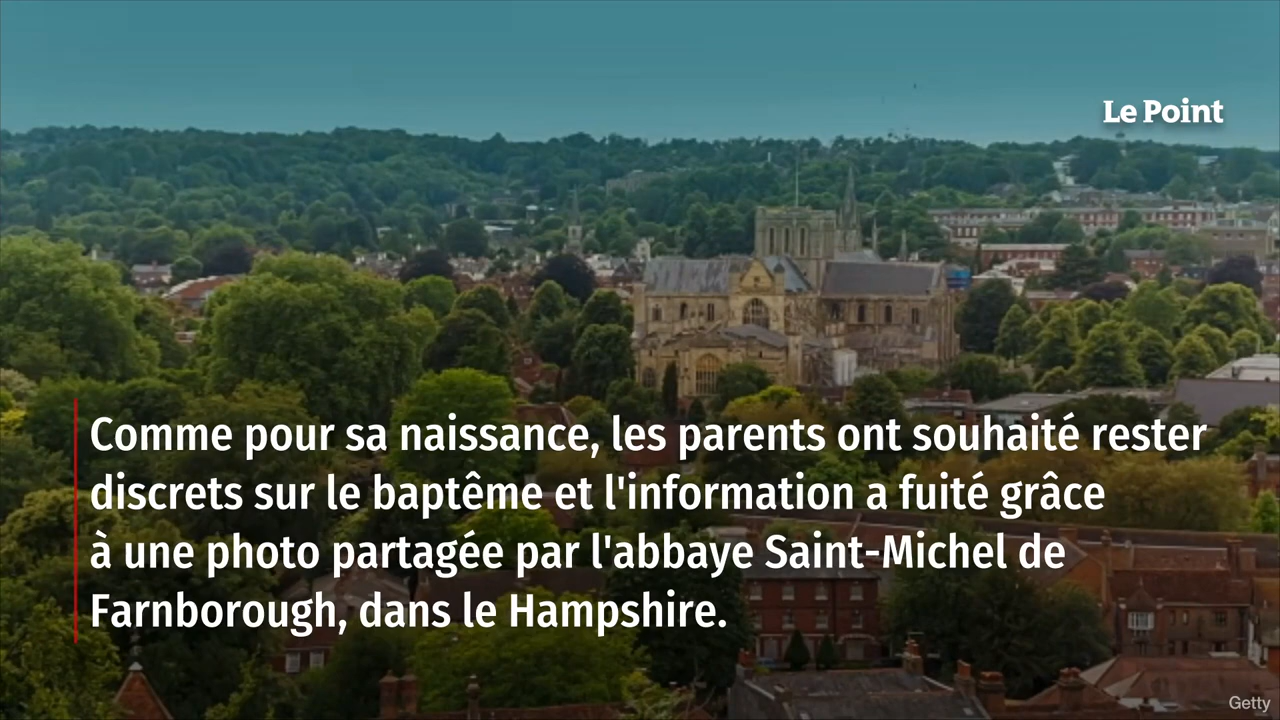 Le Point
Comme pour sa naissance, les parents ont souhaité rester
discrets sur le baptême et l'information a fuité grâce
à une photo partagée par l'abbaye Saint-Michel de
Farnborough, dans le Hampshire.
Getty